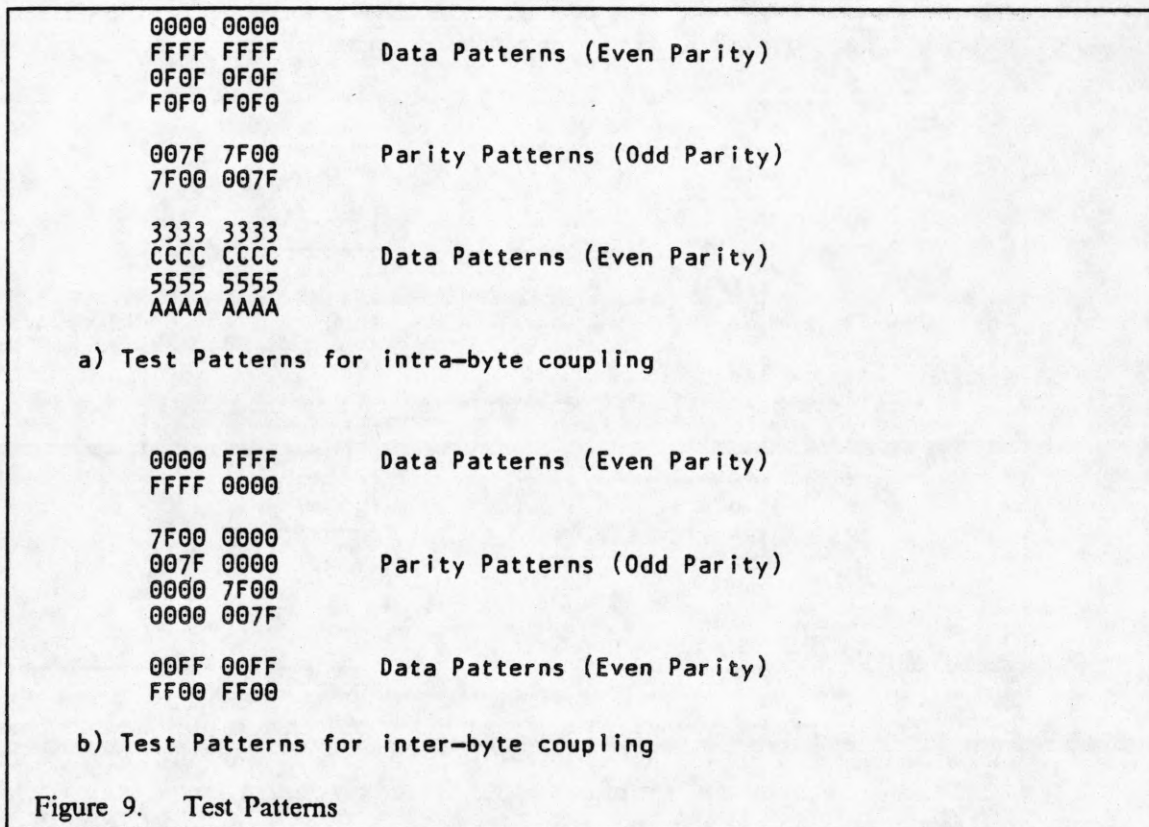 0000 0000
FFFF FFFF Data Patterns (Even Parity)
0F0F 0F0F
F0F0 F0F0
007F 7F00 Parity Patterns (Odd Parity)
7F00 007F
3333 3333
CCCC CCCC Data Patterns (Even Parity)
5555 5555
AAAA AAAA
a) Test Patterns for intra-byte coupling
0000 FFFF Data Patterns (Even Parity)
FFFF 0000
7F00 0000
007F 0000 Parity Patterns (Odd Parity)
0000 7F00
0000 007F
00FF 00FF Data Patterns (Even Parity)
FF00 FF00
b) Test Patterns for inter-byte coupling
Figure 9. Test Patterns